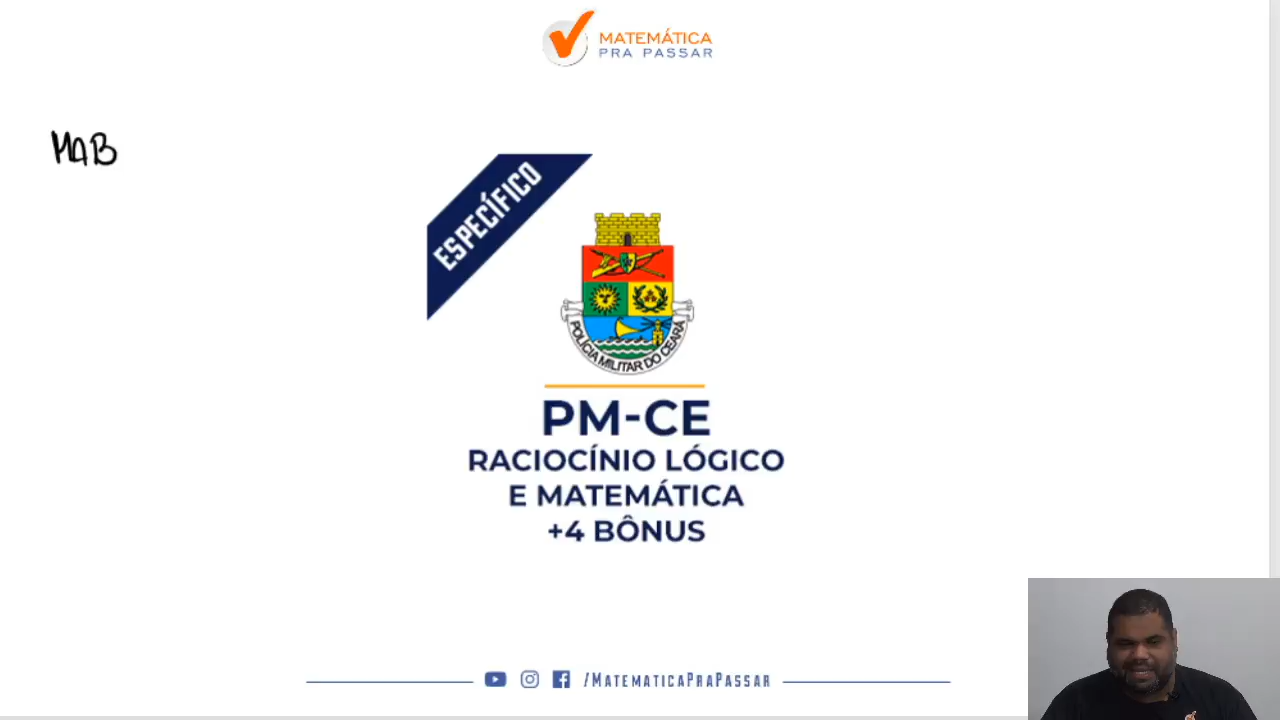 MATEMÁTICA
PRA PASSAR
MAB
ESPECÍFICO
POLÍCIA MILITAR DO CEARÁ
PM-CE
RACIOCÍNIO LÓGICO
E MATEMÁTICA
+4 BÔNUS
/MATEMATICAPRAPASSAR